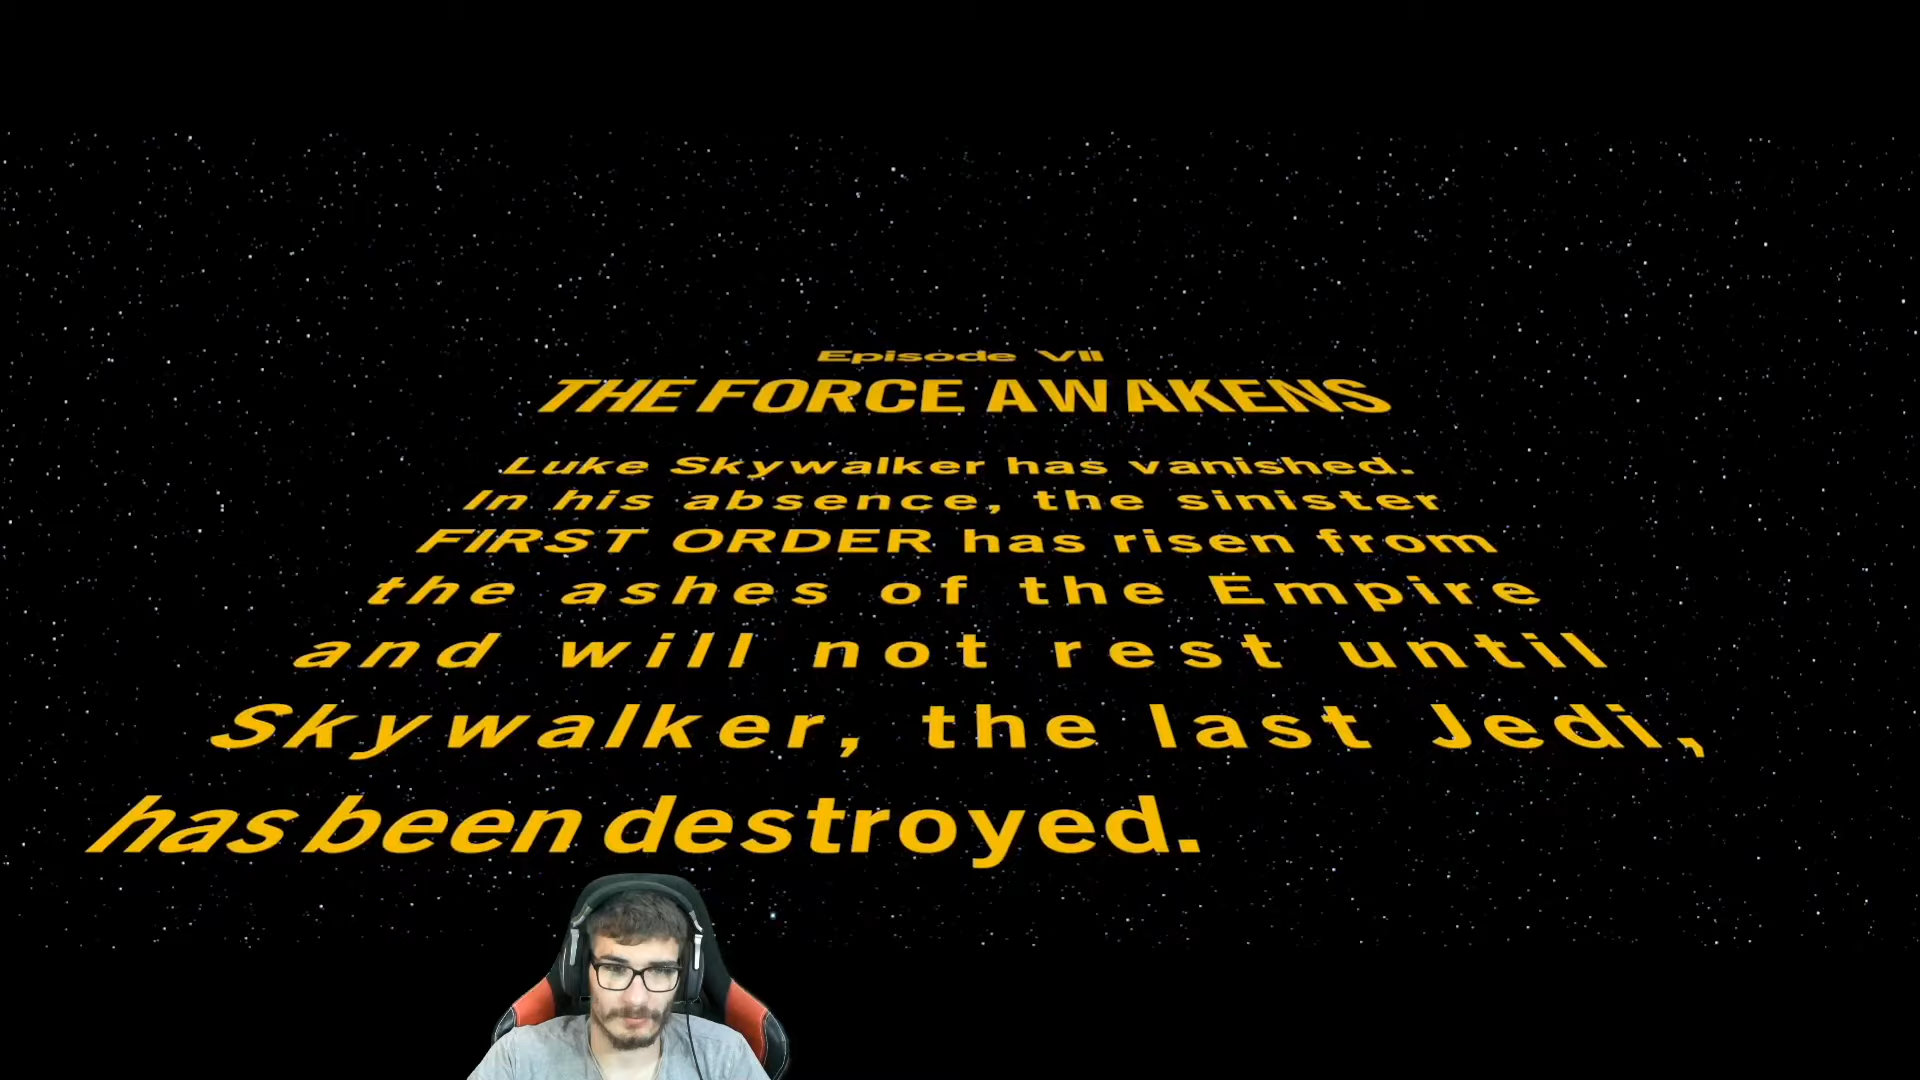 Episode VII
THE FORCE AWAKENS
Luke Skywalker has vanished.
In his absence, the sinister
FIRST ORDER has risen from
the ashes of the Empire
and will not rest until
Skywalker, the last Jedi,
has been destroyed.